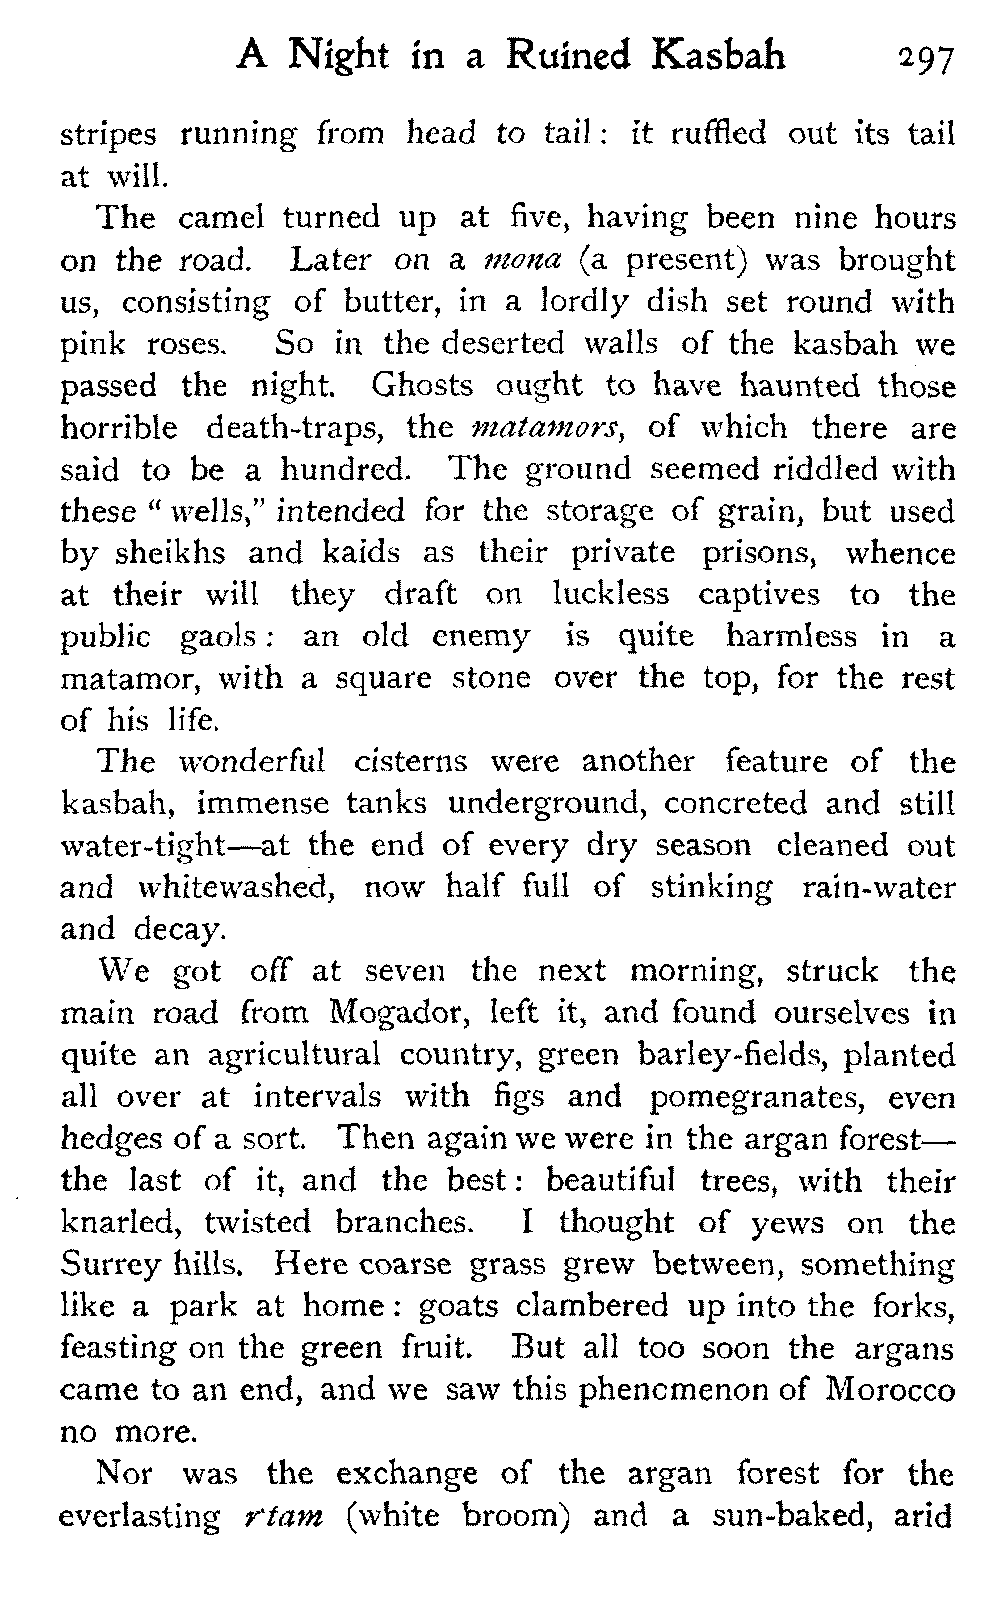 A Night in a Ruined Kasbah 297
stripes running from head to tail: it ruffled out its tail
at will.
The camel turned up at five, having been nine hours
on the road. Later on a mona (a present) was brought
us, consisting of butter, in a lordly dish set round with
pink roses. So in the deserted walls of the kasbah we
passed the night. Ghosts ought to have haunted those
horrible death-traps, the matamors, of which there are
said to be a hundred. The ground seemed riddled with
these "wells," intended for the storage of grain, but used
by sheikhs and kaids as their private prisons, whence
at their will they draft on luckless captives to the
public gaols: an old enemy is quite harmless in a
matamor, with a square stone over the top, for the rest
of his life.
The wonderful cisterns were another feature of the
kasbah, immense tanks underground, concreted and still
water-tight—at the end of every dry season cleaned out
and whitewashed, now half full of stinking rain-water
and decay.
We got off at seven the next morning, struck the
main road from Mogador, left it, and found ourselves in
quite an agricultural country, green barley-fields, planted
all over at intervals with figs and pomegranates, even
hedges of a sort. Then again we were in the argan forest—
the last of it, and the best: beautiful trees, with their
knarled, twisted branches. I thought of yews on the
Surrey hills. Here coarse grass grew between, something
like a park at home: goats clambered up into the forks,
feasting on the green fruit. But all too soon the argans
came to an end, and we saw this phenomenon of Morocco
no more.
Nor was the exchange of the argan forest for the
everlasting r'tam (white broom) and a sun-baked, arid